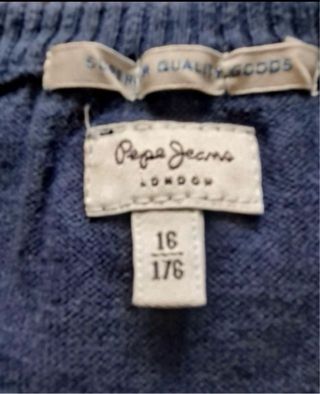 SUPERIOR QUALITY GOODS
Pepe Jeans
LONDON
16
176